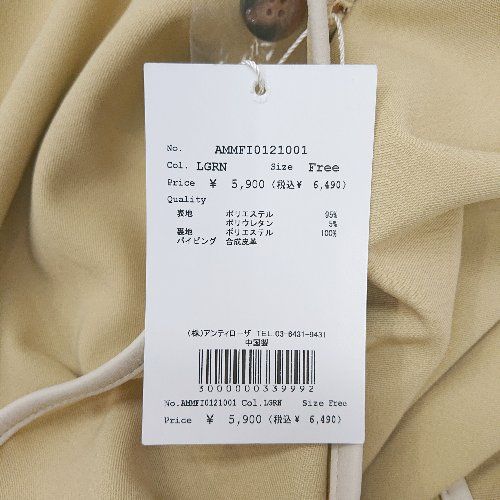 No. AMMFI0121001
Col. LGRN Size Free
Price ¥ 5,900 (税込¥ 6,490)
Quality
表地 ポリエステル 95%
ポリウレタン 5%
裏地 ポリエステル 100%
パイピング 合成皮革
(株)アンティローザ TEL.03-6431-9431
中国製
3000000339992
No.AMMFI0121001 Col.LGRN Size Free
Price ¥ 5,900 (税込¥ 6,490)